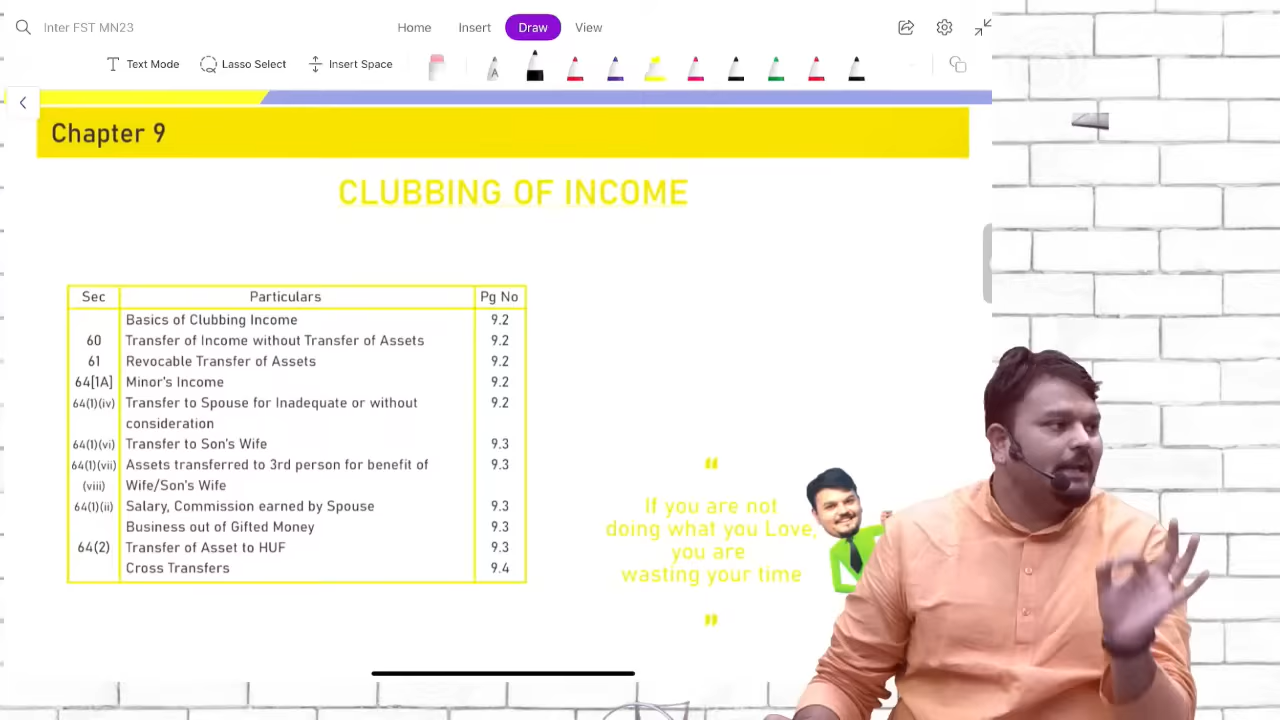 Inter FST MN23
Home Insert Draw View
Text Mode Lasso Select Insert Space
A
Chapter 9
CLUBBING OF INCOME
Sec Particulars Pg No
Basics of Clubbing Income 9.2
60 Transfer of Income without Transfer of Assets 9.2
61 Revocable Transfer of Assets 9.2
64[1A] Minor's Income 9.2
64(1)(iv) Transfer to Spouse for Inadequate or without 9.2
consideration
64(1)(vi) Transfer to Son's Wife 9.3
64(1)(vii) Assets transferred to 3rd person for benefit of 9.3
(viii) Wife/Son's Wife
64(1)(ii) Salary, Commission earned by Spouse 9.3
Business out of Gifted Money 9.3
64(2) Transfer of Asset to HUF 9.3
Cross Transfers 9.4
"
If you are not
doing what you Love,
you are
wasting your time
"